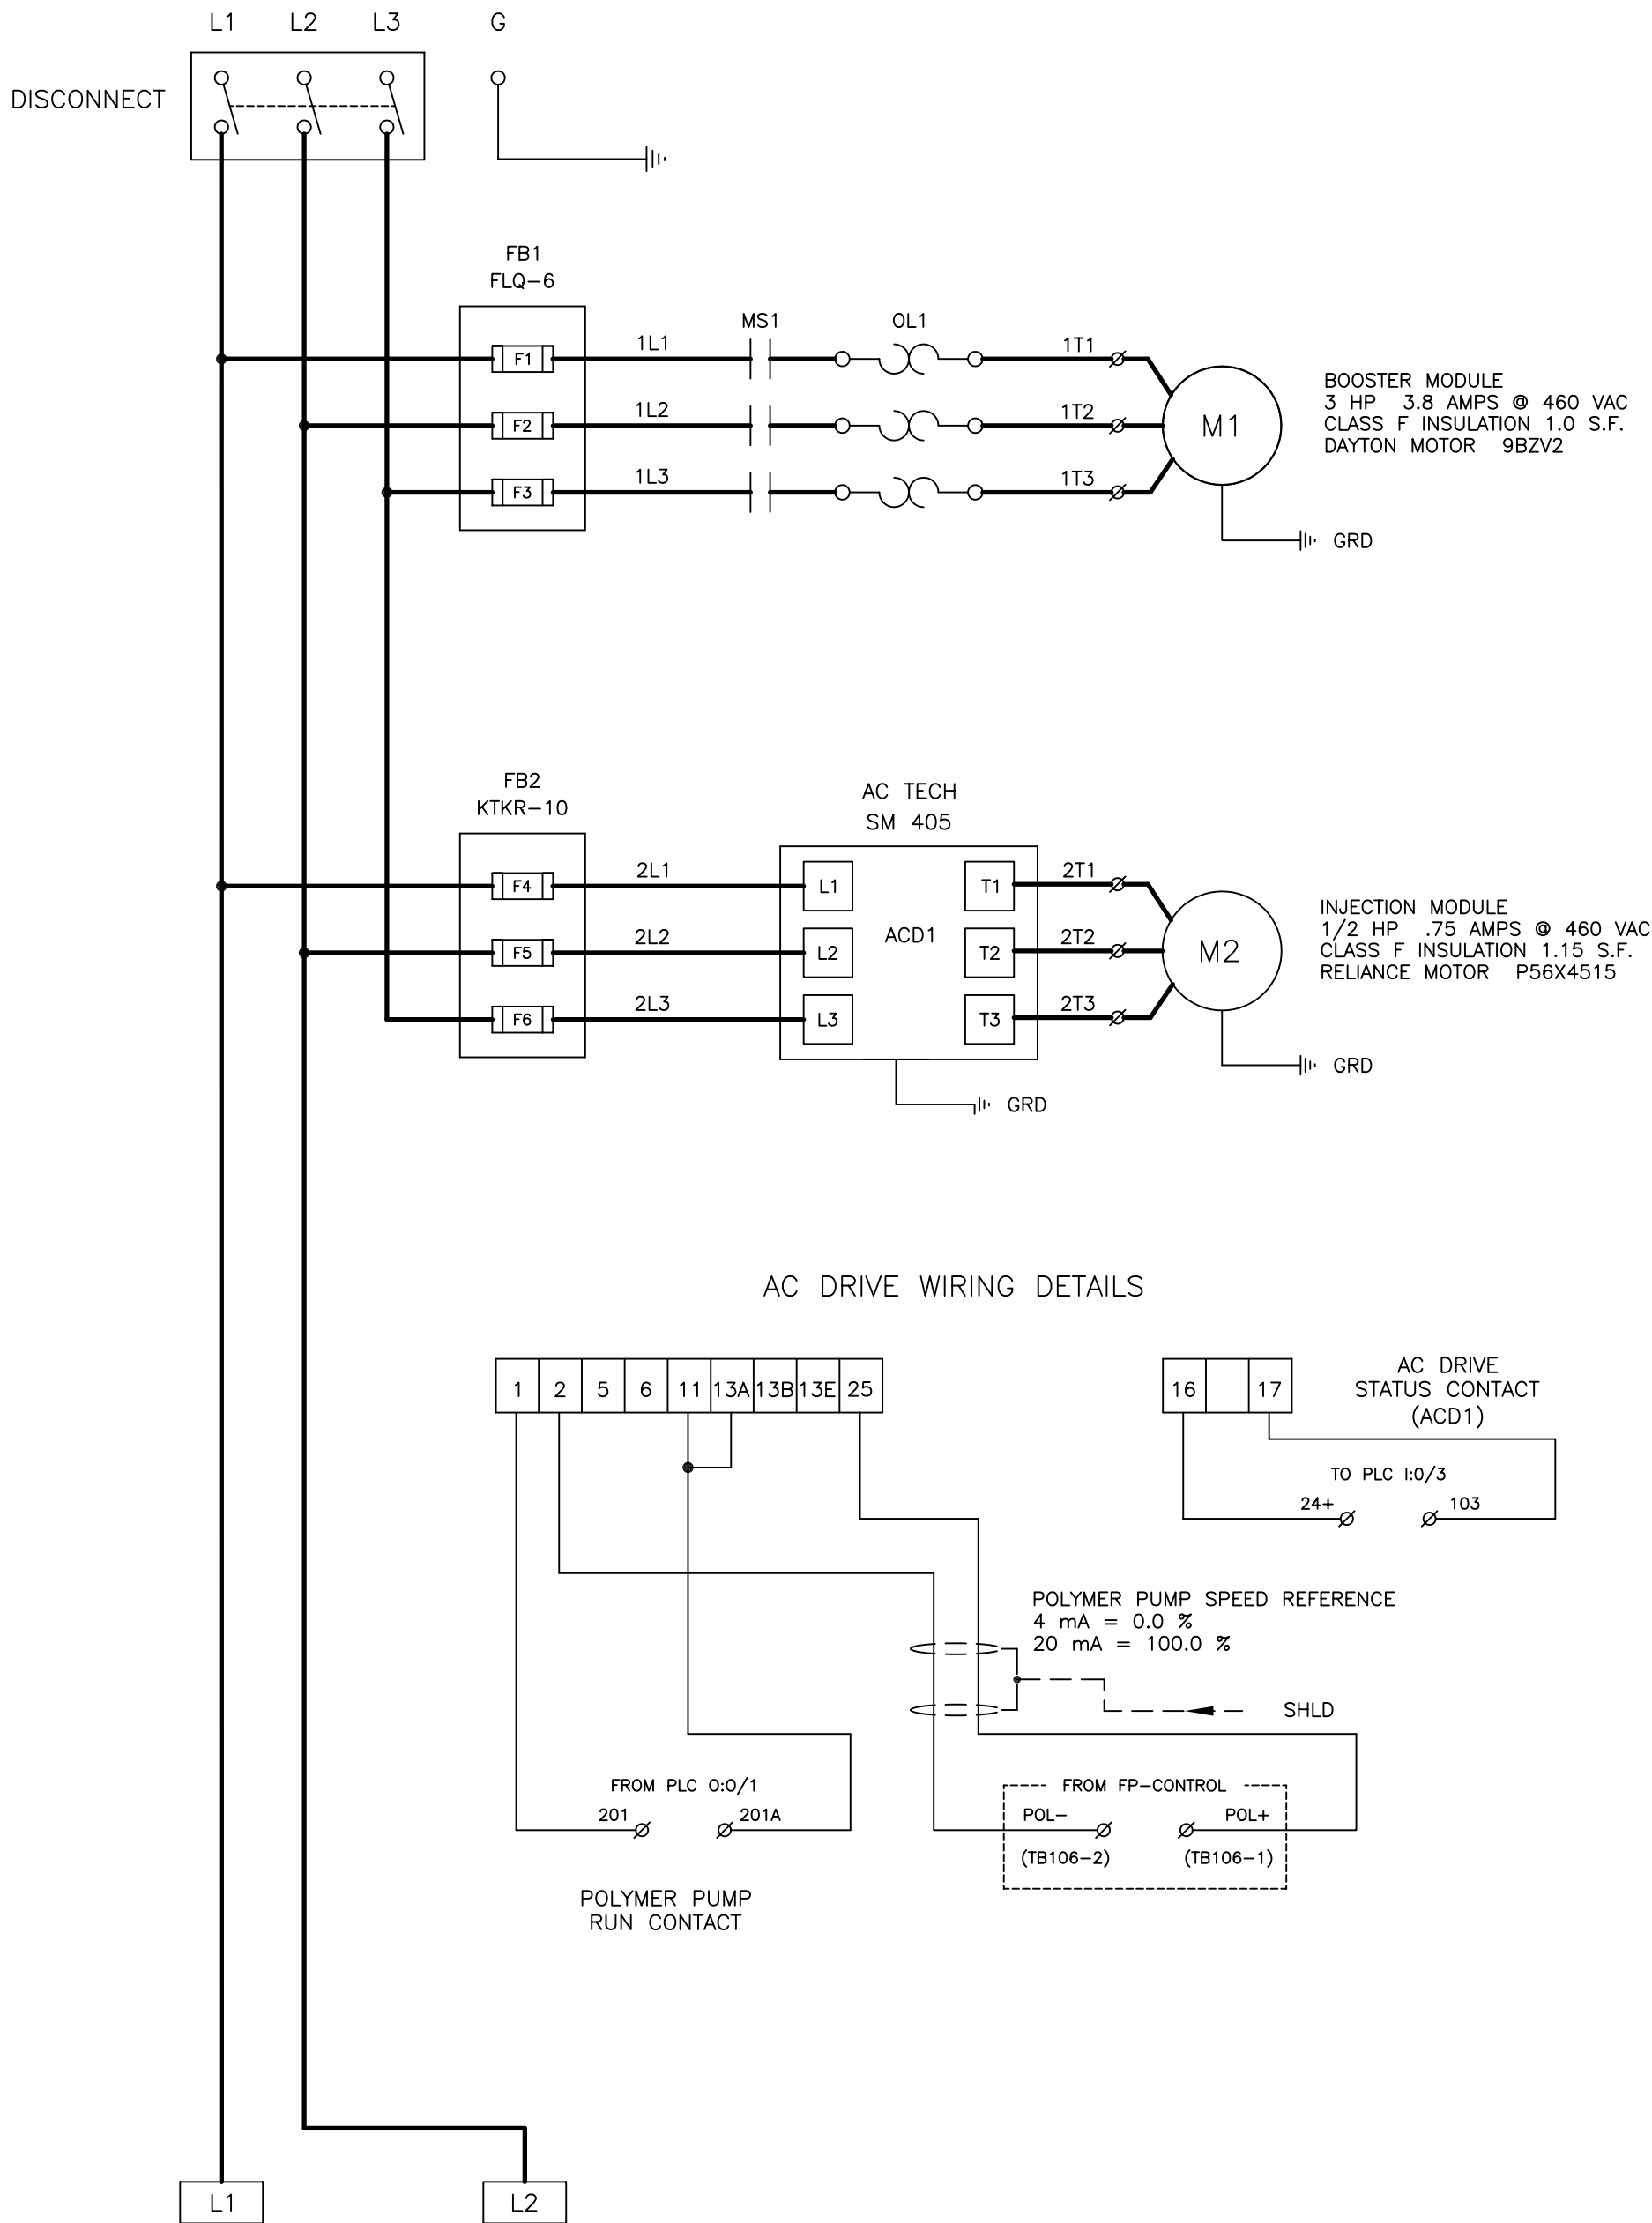 L1 L2 L3 G
DISCONNECT
FB1
FLQ-6
MS1 OL1
F1 1L1 1T1
F2 1L2 1T2
F3 1L3 1T3
M1
BOOSTER MODULE
3 HP 3.8 AMPS @ 460 VAC
CLASS F INSULATION 1.0 S.F.
DAYTON MOTOR 9BZV2
GRD
FB2
KTKR-10
AC TECH
SM 405
F4 2L1 L1 T1 2T1
ACD1
F5 2L2 L2 T2 2T2
F6 2L3 L3 T3 2T3
M2
INJECTION MODULE
1/2 HP .75 AMPS @ 460 VAC
CLASS F INSULATION 1.15 S.F.
RELIANCE MOTOR P56X4515
GRD
GRD
AC DRIVE WIRING DETAILS
1 2 5 6 11 13A 13B 13E 25
16 17
AC DRIVE
STATUS CONTACT
(ACD1)
TO PLC I:0/3
24+ 103
POLYMER PUMP SPEED REFERENCE
4 mA = 0.0 %
20 mA = 100.0 %
SHLD
FROM PLC O:0/1
201 201A
FROM FP-CONTROL
POL- POL+
(TB106-2) (TB106-1)
POLYMER PUMP
RUN CONTACT
L1 L2